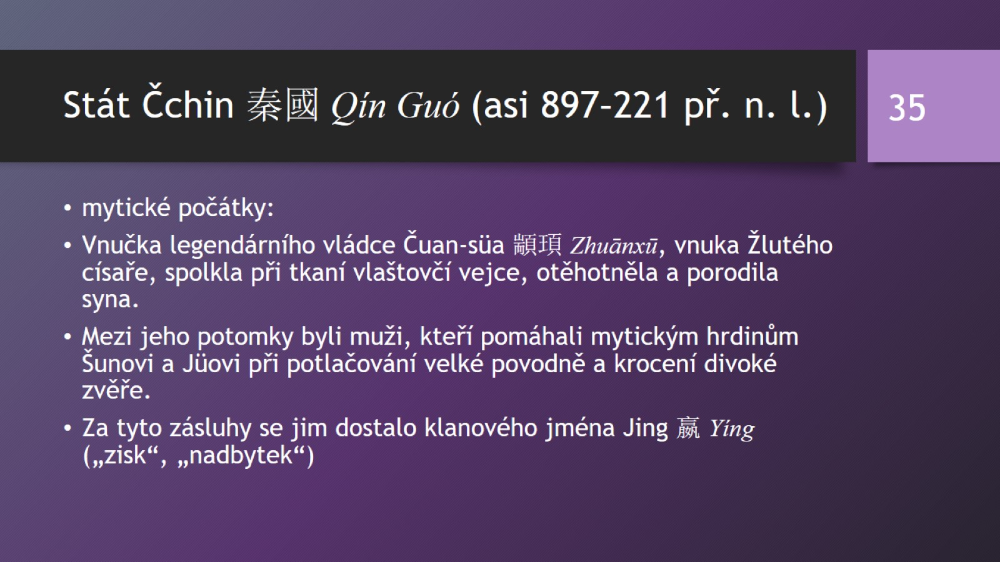 Stát Čchin 秦國 Qín Guó (asi 897–221 př. n. l.)
35
• mytické počátky:
• Vnučka legendárního vládce Čuan-süa 顓頊 Zhuānxū, vnuka Žlutého
císaře, spolkla při tkaní vlaštovčí vejce, otěhotněla a porodila
syna.
• Mezi jeho potomky byli muži, kteří pomáhali mytickým hrdinům
Šunovi a Jüovi při potlačování velké povodně a krocení divoké
zvěře.
• Za tyto zásluhy se jim dostalo klanového jména Jing 嬴 Yíng
(„zisk“, „nadbytek“)